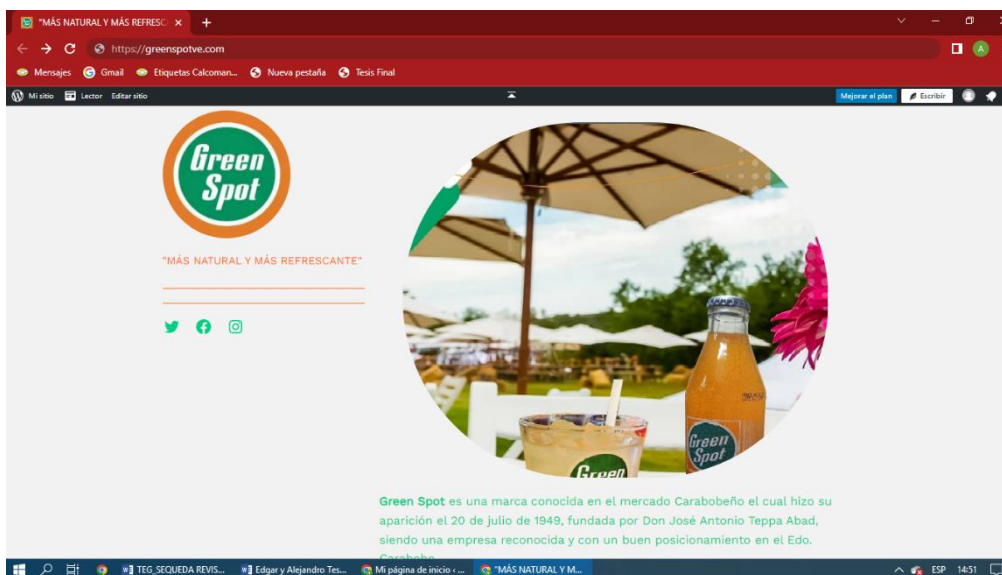 "MÁS NATURAL Y MÁS REFRESC
https://greenspotve.com
A
Mensajes Gmail Etiquetas Calcoman... Nueva pestaña Tesis Final
Mi sitio Lector Editar sitio Mejorar el plan Escribir
Green
Spot
"MÁS NATURAL Y MÁS REFRESCANTE"
Green
Spot
Green
Green Spot es una marca conocida en el mercado Carabobeño el cual hizo su
aparición el 20 de julio de 1949, fundada por Don José Antonio Teppa Abad,
siendo una empresa reconocida y con un buen posicionamiento en el Edo.
Carabobo
TEG_SEQUEDA REVIS... Edgar y Alejandro Tes... Mi página de inicio ‹ ... "MÁS NATURAL Y M... ESP 14:51